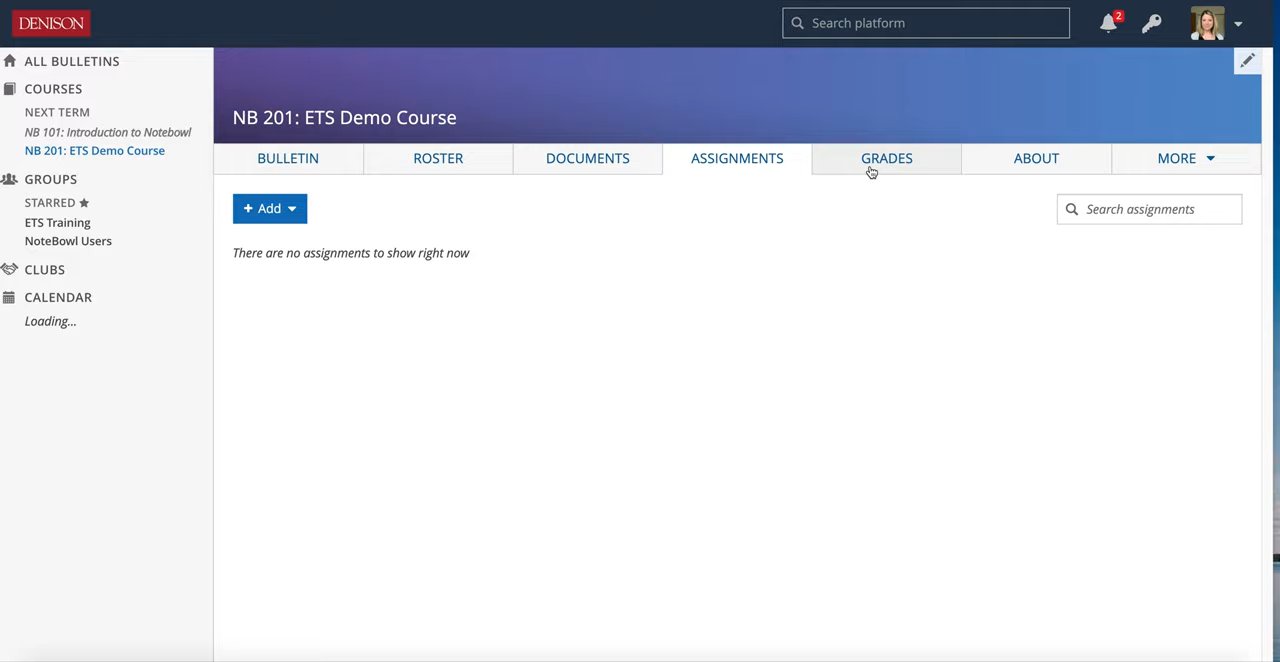 DENISON
Search platform
2
ALL BULLETINS
COURSES
NEXT TERM
NB 101: Introduction to Notebowl
NB 201: ETS Demo Course
GROUPS
STARRED
ETS Training
NoteBowl Users
CLUBS
CALENDAR
Loading...
NB 201: ETS Demo Course
BULLETIN
ROSTER
DOCUMENTS
ASSIGNMENTS
GRADES
ABOUT
MORE
+ Add
Search assignments
There are no assignments to show right now